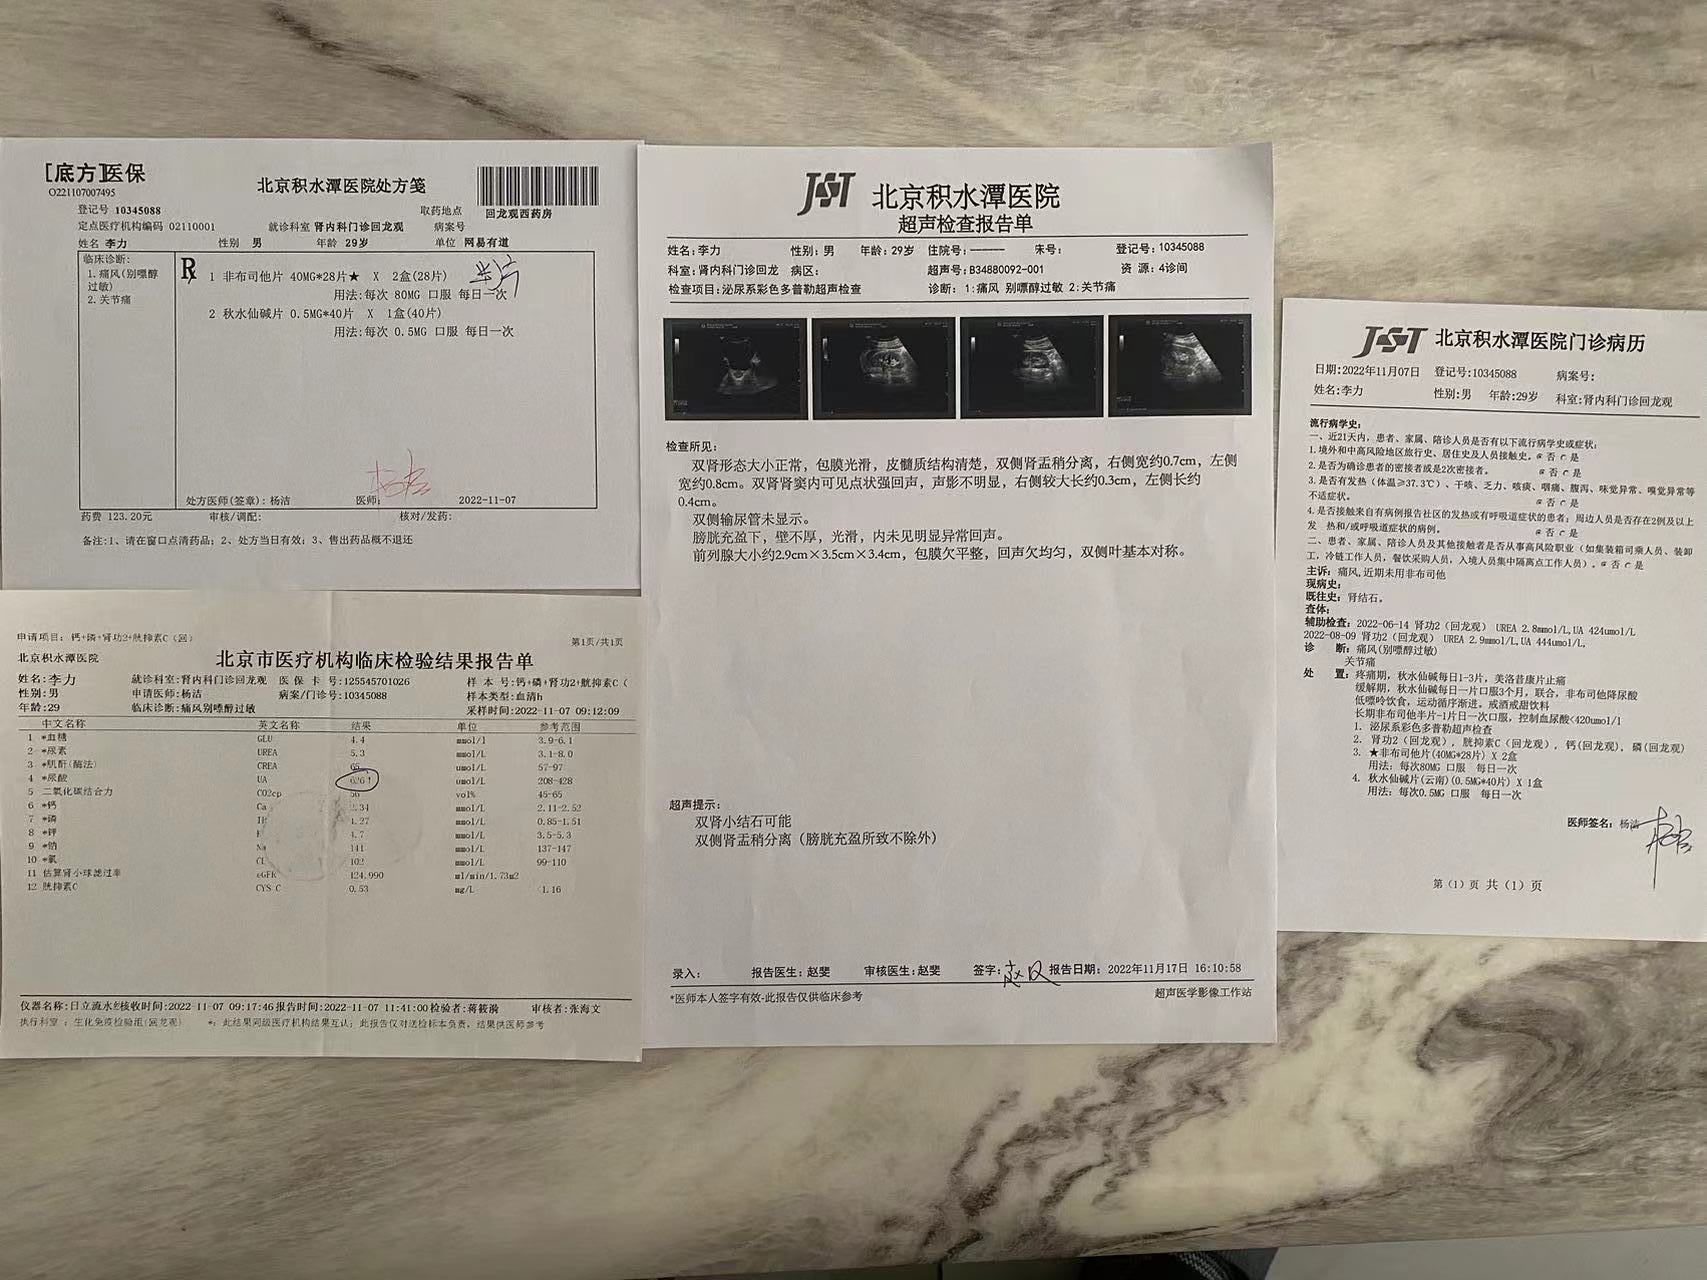 [底方]医保
O221107007495
北京积水潭医院处方笺
登记号 10345088
取药地点 回龙观西药房
定点医疗机构编码 02110001 就诊科室 肾内科门诊回龙观 病案号
姓名 李力 性别 男 年龄 29岁 单位 网易有道
临床诊断:
1.痛风(别嘌醇过敏)
2.关节痛
R
1 非布司他片 40MG*28片★ X 2盒(28片) 半片
用法:每次 80MG 口服 每日一次
2 秋水仙碱片 0.5MG*40片 X 1盒(40片)
用法:每次 0.5MG 口服 每日一次
处方医师(签章): 杨洁 医师: 杨洁 2022-11-07
药费 123.20元 审核/调配: 核对/发药:
备注:1、请在窗口点清药品; 2、处方当日有效; 3、售出药品概不退还
申请项目: 钙+磷+肾功2+胱抑素C(回)
第1页/共1页
北京积水潭医院
北京市医疗机构临床检验结果报告单
姓名:李力 就诊科室:肾内科门诊回龙观 医 保 卡 号:125545701026 样 本 号:钙+磷+肾功2+胱抑素C(
性别:男 申请医师:杨洁 病案/门诊号:10345088 样本类型:血清h
年龄:29 临床诊断:痛风别嘌醇过敏 采样时间:2022-11-07 09:12:09
中文名称 英文名称 结果 单位 参考范围
1 *血糖 GLU 4.4 mmol/l 3.9-6.1
2 *尿素 UREA 5.3 mmol/L 3.1-8.0
3 *肌酐(酶法) CREA 65 umol/L 57-97
4 *尿酸 UA umol/L 208-428
5 二氧化碳结合力 CO2cp 56 vol% 45-65
6 *钙 Ca 2.34 mmol/L 2.11-2.52
7 *磷 1.27 mmol/L 0.85-1.51
8 *钾 4.7 mmol/L 3.5-5.3
9 *钠 Na 141 mmol/L 137-147
10 *氯 CL 102 mmol/L 99-110
11 估算肾小球滤过率 eGFR 124.990 ml/min/1.73m2
12 胱抑素C CYS C 0.53 mg/L 1.16
仪器名称:日立流水线 核收时间:2022-11-07 09:17:46 报告时间:2022-11-07 11:41:00 检验者:蒋筱漪 审核者:张海文
执行科室:生化免疫检验组(回龙观) *: 此结果同级医疗机构结果互认; 此报告仅对送检标本负责, 结果供医师参考
JST 北京积水潭医院
超声检查报告单
姓名:李力 性别:男 年龄:29岁 住院号:—— 床号: 登记号:10345088
科室:肾内科门诊回龙 病区: 超声号:B34880092-001 资 源:4诊间
检查项目:泌尿系彩色多普勒超声检查 诊断: 1:痛风 别嘌醇过敏 2:关节痛
检查所见:
双肾形态大小正常，包膜光滑，皮髓质结构清楚，双侧肾盂稍分离，右侧宽约0.7cm，左侧
宽约0.8cm。双肾肾窦内可见点状强回声，声影不明显，右侧较大长约0.3cm，左侧长约
0.4cm。
双侧输尿管未显示。
膀胱充盈下，壁不厚，光滑，内未见明显异常回声。
前列腺大小约2.9cm×3.5cm×3.4cm，包膜欠平整，回声欠均匀，双侧叶基本对称。
超声提示:
双肾小结石可能
双侧肾盂稍分离（膀胱充盈所致不除外）
录入: 报告医生:赵斐 审核医生:赵斐 签字: 报告日期: 2022年11月17日 16:10:58
*医师本人签字有效-此报告仅供临床参考 超声医学影像工作站
JST 北京积水潭医院门诊病历
日期:2022年11月07日 登记号:10345088 病案号:
姓名:李力 性别:男 年龄:29岁 科室:肾内科门诊回龙观
流行病学史:
一、近21天内，患者、家属、陪诊人员是否有以下流行病学史或症状:
1.境外和中高风险地区旅行史、居住史及人员接触史。 否 是
2.是否为确诊患者的密接者或是2次密接者。 否 是
3.是否有发热（体温≥37.3℃）、干咳、乏力、咳痰、咽痛、腹泻、味觉异常、嗅觉异常等
不适症状。 否 是
4.是否接触来自有病例报告社区的发热或有呼吸道症状的患者; 周边人员是否存在2例及以上
发 热和/或呼吸道症状的病例。 否 是
二、患者、家属、陪诊人员及其他接触者是否从事高风险职业（如集装箱司乘人员、装卸
工，冷链工作人员，餐饮采购人员，入境人员集中隔离点工作人员）。 否 是
主诉: 痛风,近期未用非布司他
现病史:
既往史: 肾结石。
查体:
辅助检查: 2022-06-14 肾功2（回龙观） UREA 2.8mmol/L,UA 424umol/L
2022-08-09 肾功2（回龙观） UREA 2.9mmol/L,UA 444umol/L,
诊 断: 痛风(别嘌醇过敏)
关节痛
处 置: 疼痛期，秋水仙碱每日1-3片，美洛昔康片止痛
缓解期，秋水仙碱每日一片口服3个月，联合，非布司他降尿酸
低嘌呤饮食，运动循序渐进。戒酒戒甜饮料
长期非布司他半片-1片日一次口服，控制血尿酸<420umol/l
1. 泌尿系彩色多普勒超声检查
2. 肾功2（回龙观），胱抑素C（回龙观），钙(回龙观)，磷(回龙观)
3. ★非布司他片(40MG*28片) X 2盒
用法: 每次80MG 口服 每日一次
4. 秋水仙碱片(云南)(0.5MG*40片) X 1盒
用法: 每次0.5MG 口服 每日一次
医师签名: 杨洁
第（1）页 共（1）页